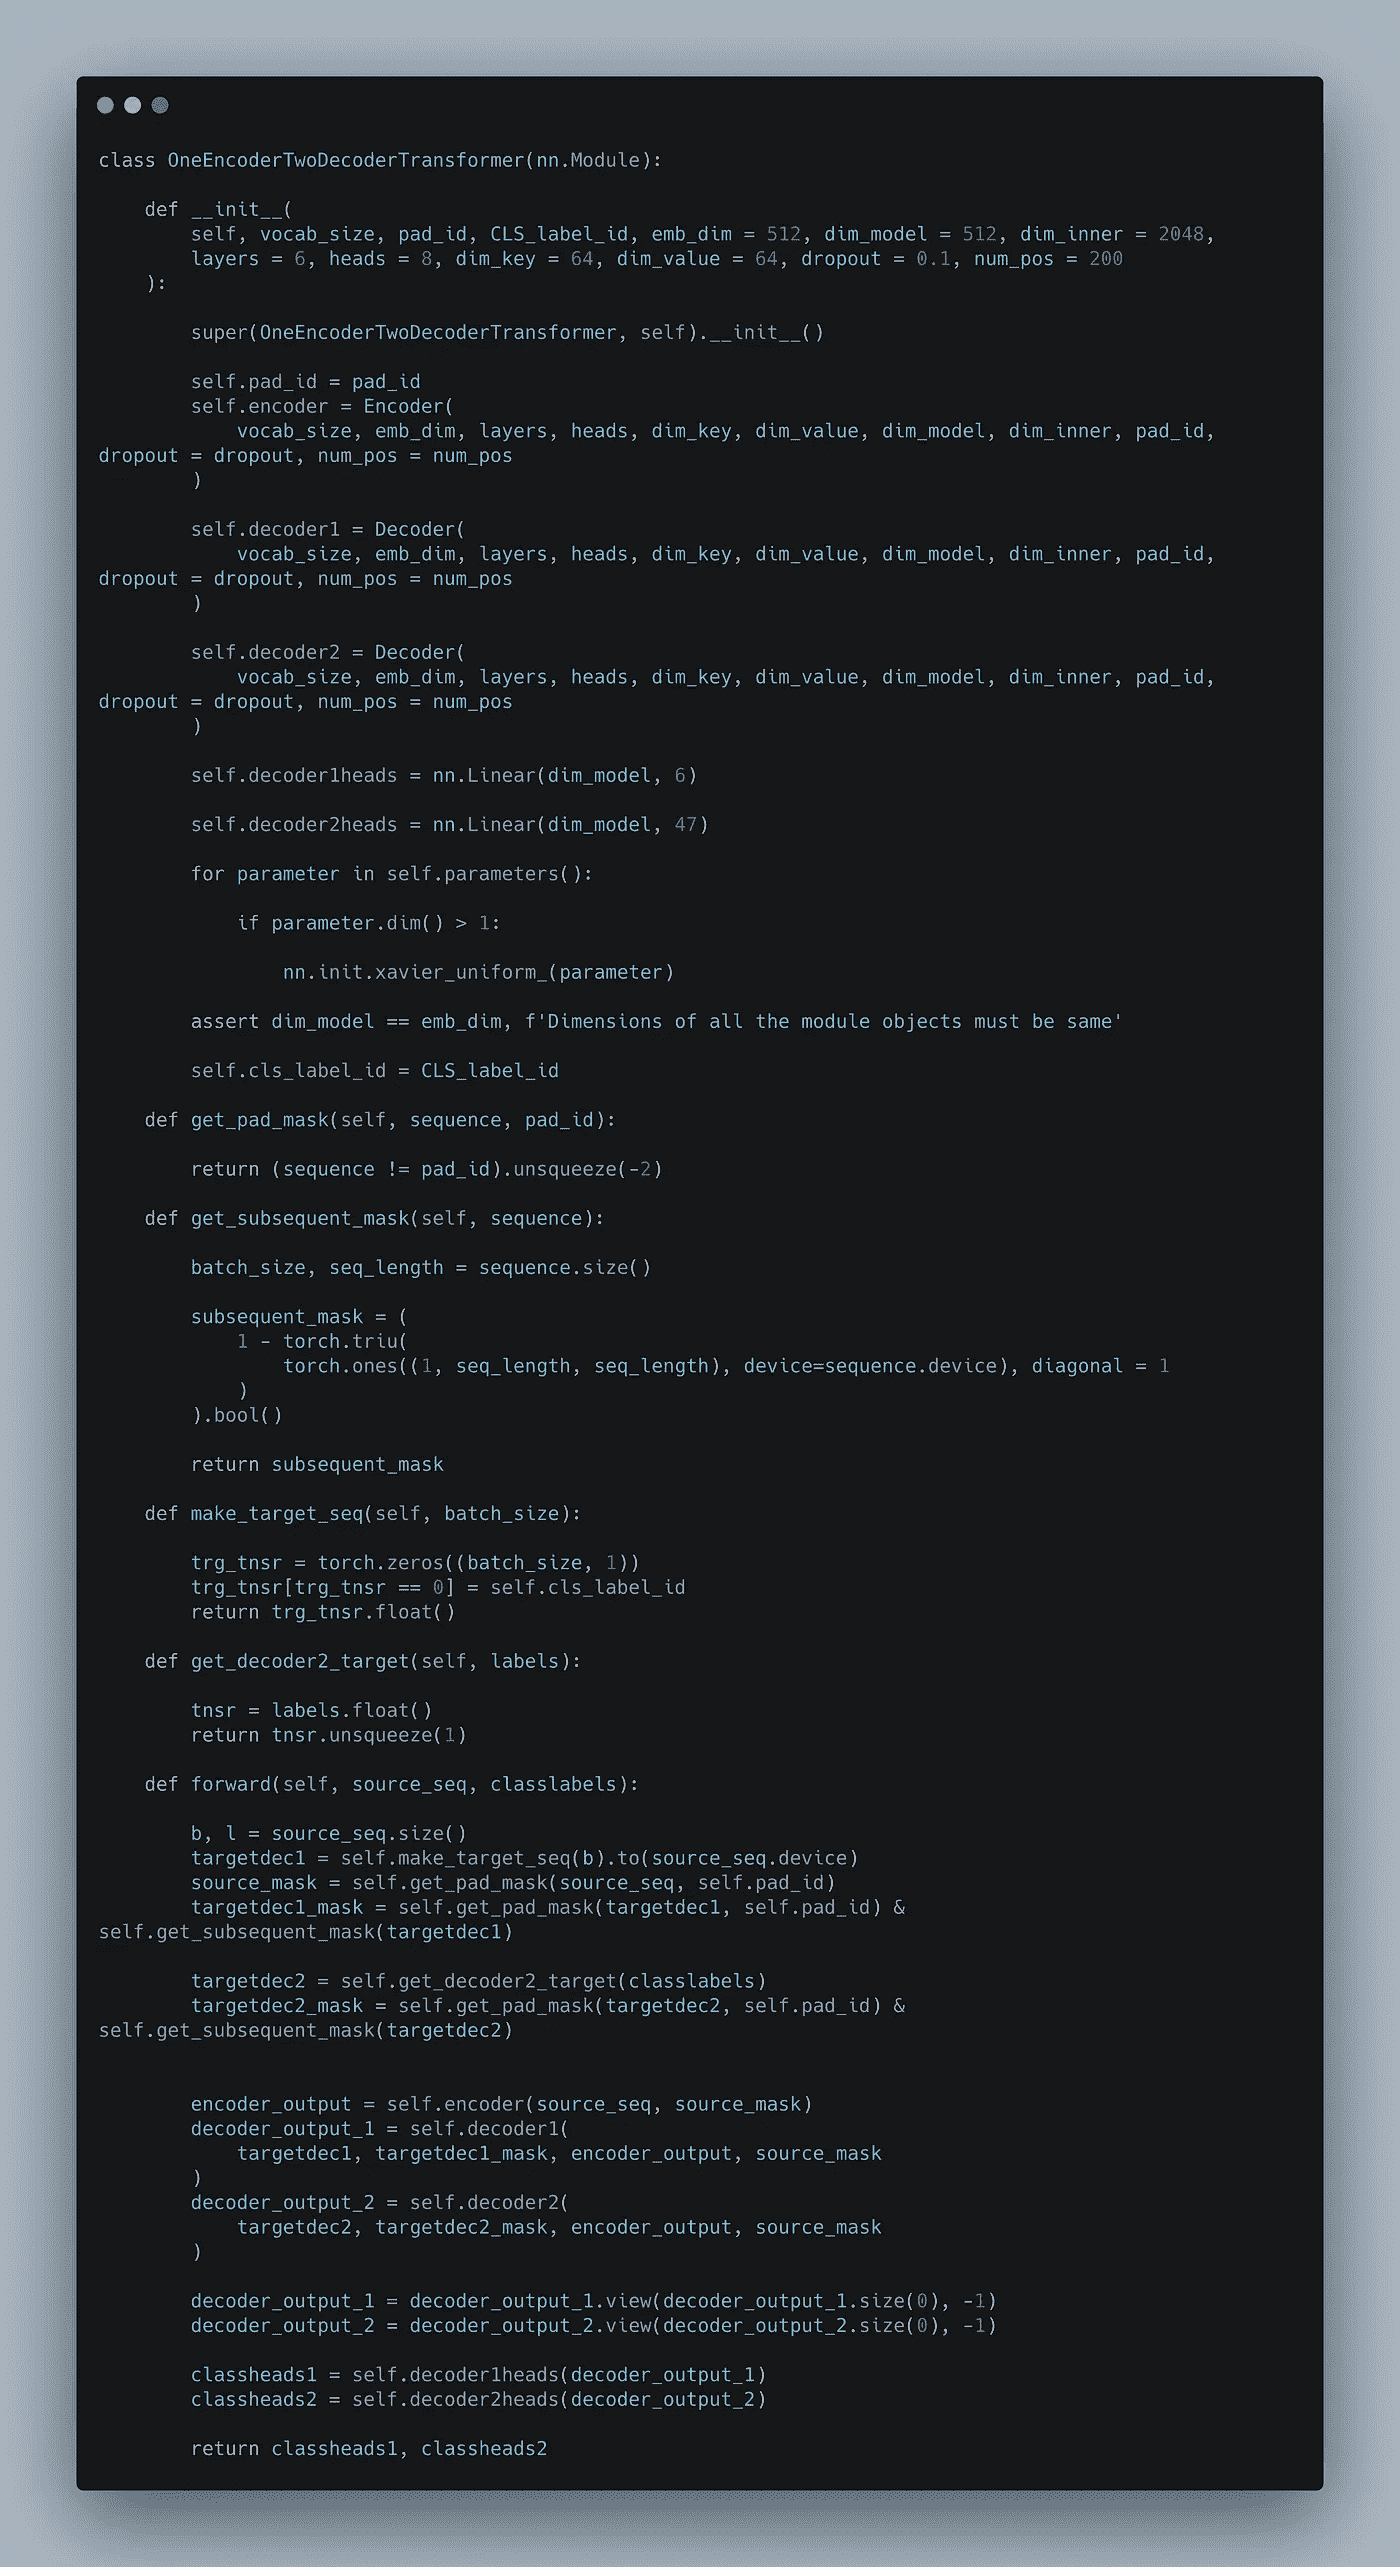 class OneEncoderTwoDecoderTransformer(nn.Module):
def __init__(
self, vocab_size, pad_id, CLS_label_id, emb_dim = 512, dim_model = 512, dim_inner = 2048,
layers = 6, heads = 8, dim_key = 64, dim_value = 64, dropout = 0.1, num_pos = 200
):
super(OneEncoderTwoDecoderTransformer, self).__init__()
self.pad_id = pad_id
self.encoder = Encoder(
vocab_size, emb_dim, layers, heads, dim_key, dim_value, dim_model, dim_inner, pad_id,
dropout = dropout, num_pos = num_pos
)
self.decoder1 = Decoder(
vocab_size, emb_dim, layers, heads, dim_key, dim_value, dim_model, dim_inner, pad_id,
dropout = dropout, num_pos = num_pos
)
self.decoder2 = Decoder(
vocab_size, emb_dim, layers, heads, dim_key, dim_value, dim_model, dim_inner, pad_id,
dropout = dropout, num_pos = num_pos
)
self.decoder1heads = nn.Linear(dim_model, 6)
self.decoder2heads = nn.Linear(dim_model, 47)
for parameter in self.parameters():
if parameter.dim() > 1:
nn.init.xavier_uniform_(parameter)
assert dim_model == emb_dim, f'Dimensions of all the module objects must be same'
self.cls_label_id = CLS_label_id
def get_pad_mask(self, sequence, pad_id):
return (sequence != pad_id).unsqueeze(-2)
def get_subsequent_mask(self, sequence):
batch_size, seq_length = sequence.size()
subsequent_mask = (
1 - torch.triu(
torch.ones((1, seq_length, seq_length), device=sequence.device), diagonal = 1
)
).bool()
return subsequent_mask
def make_target_seq(self, batch_size):
trg_tnsr = torch.zeros((batch_size, 1))
trg_tnsr[trg_tnsr == 0] = self.cls_label_id
return trg_tnsr.float()
def get_decoder2_target(self, labels):
tnsr = labels.float()
return tnsr.unsqueeze(1)
def forward(self, source_seq, classlabels):
b, l = source_seq.size()
targetdec1 = self.make_target_seq(b).to(source_seq.device)
source_mask = self.get_pad_mask(source_seq, self.pad_id)
targetdec1_mask = self.get_pad_mask(targetdec1, self.pad_id) &
self.get_subsequent_mask(targetdec1)
targetdec2 = self.get_decoder2_target(classlabels)
targetdec2_mask = self.get_pad_mask(targetdec2, self.pad_id) &
self.get_subsequent_mask(targetdec2)
encoder_output = self.encoder(source_seq, source_mask)
decoder_output_1 = self.decoder1(
targetdec1, targetdec1_mask, encoder_output, source_mask
)
decoder_output_2 = self.decoder2(
targetdec2, targetdec2_mask, encoder_output, source_mask
)
decoder_output_1 = decoder_output_1.view(decoder_output_1.size(0), -1)
decoder_output_2 = decoder_output_2.view(decoder_output_2.size(0), -1)
classheads1 = self.decoder1heads(decoder_output_1)
classheads2 = self.decoder2heads(decoder_output_2)
return classheads1, classheads2